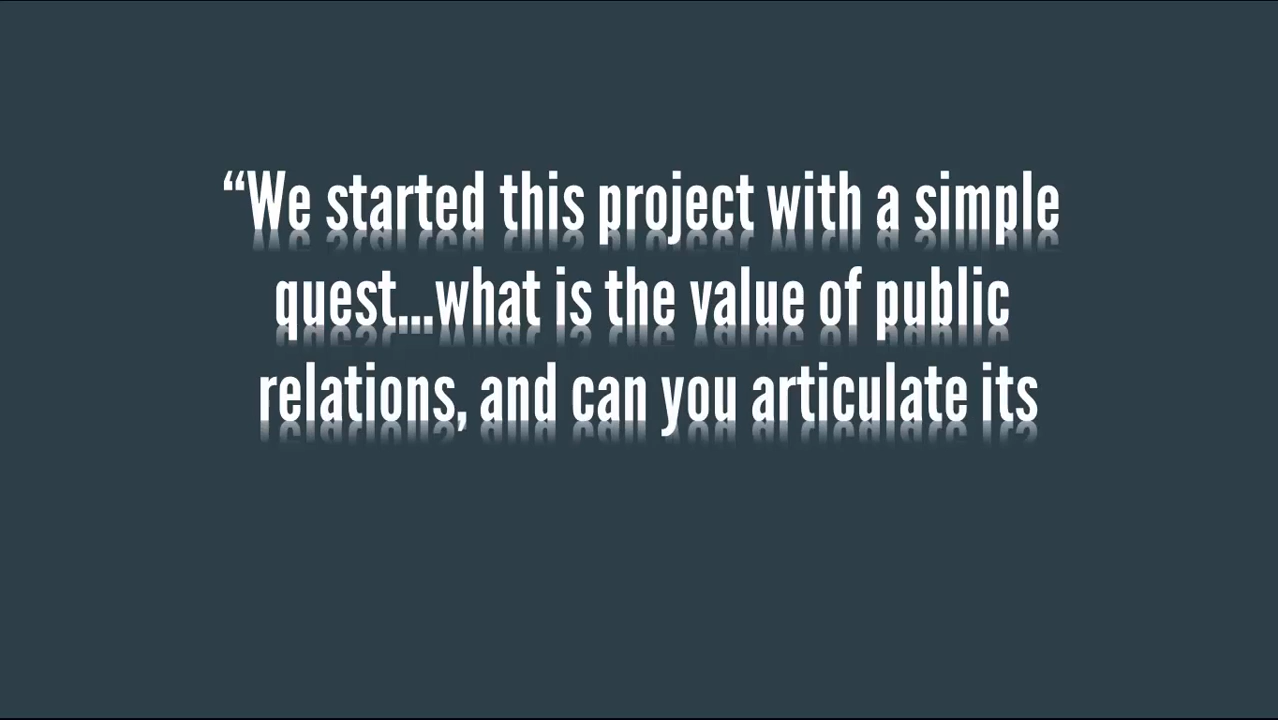 “We started this project with a simple
quest...what is the value of public
relations, and can you articulate its